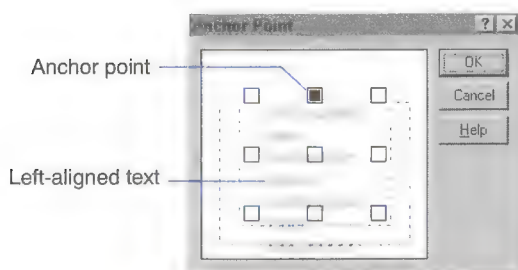 Anchor Point
? ×
Anchor point
OK
Cancel
Help
Left-aligned text